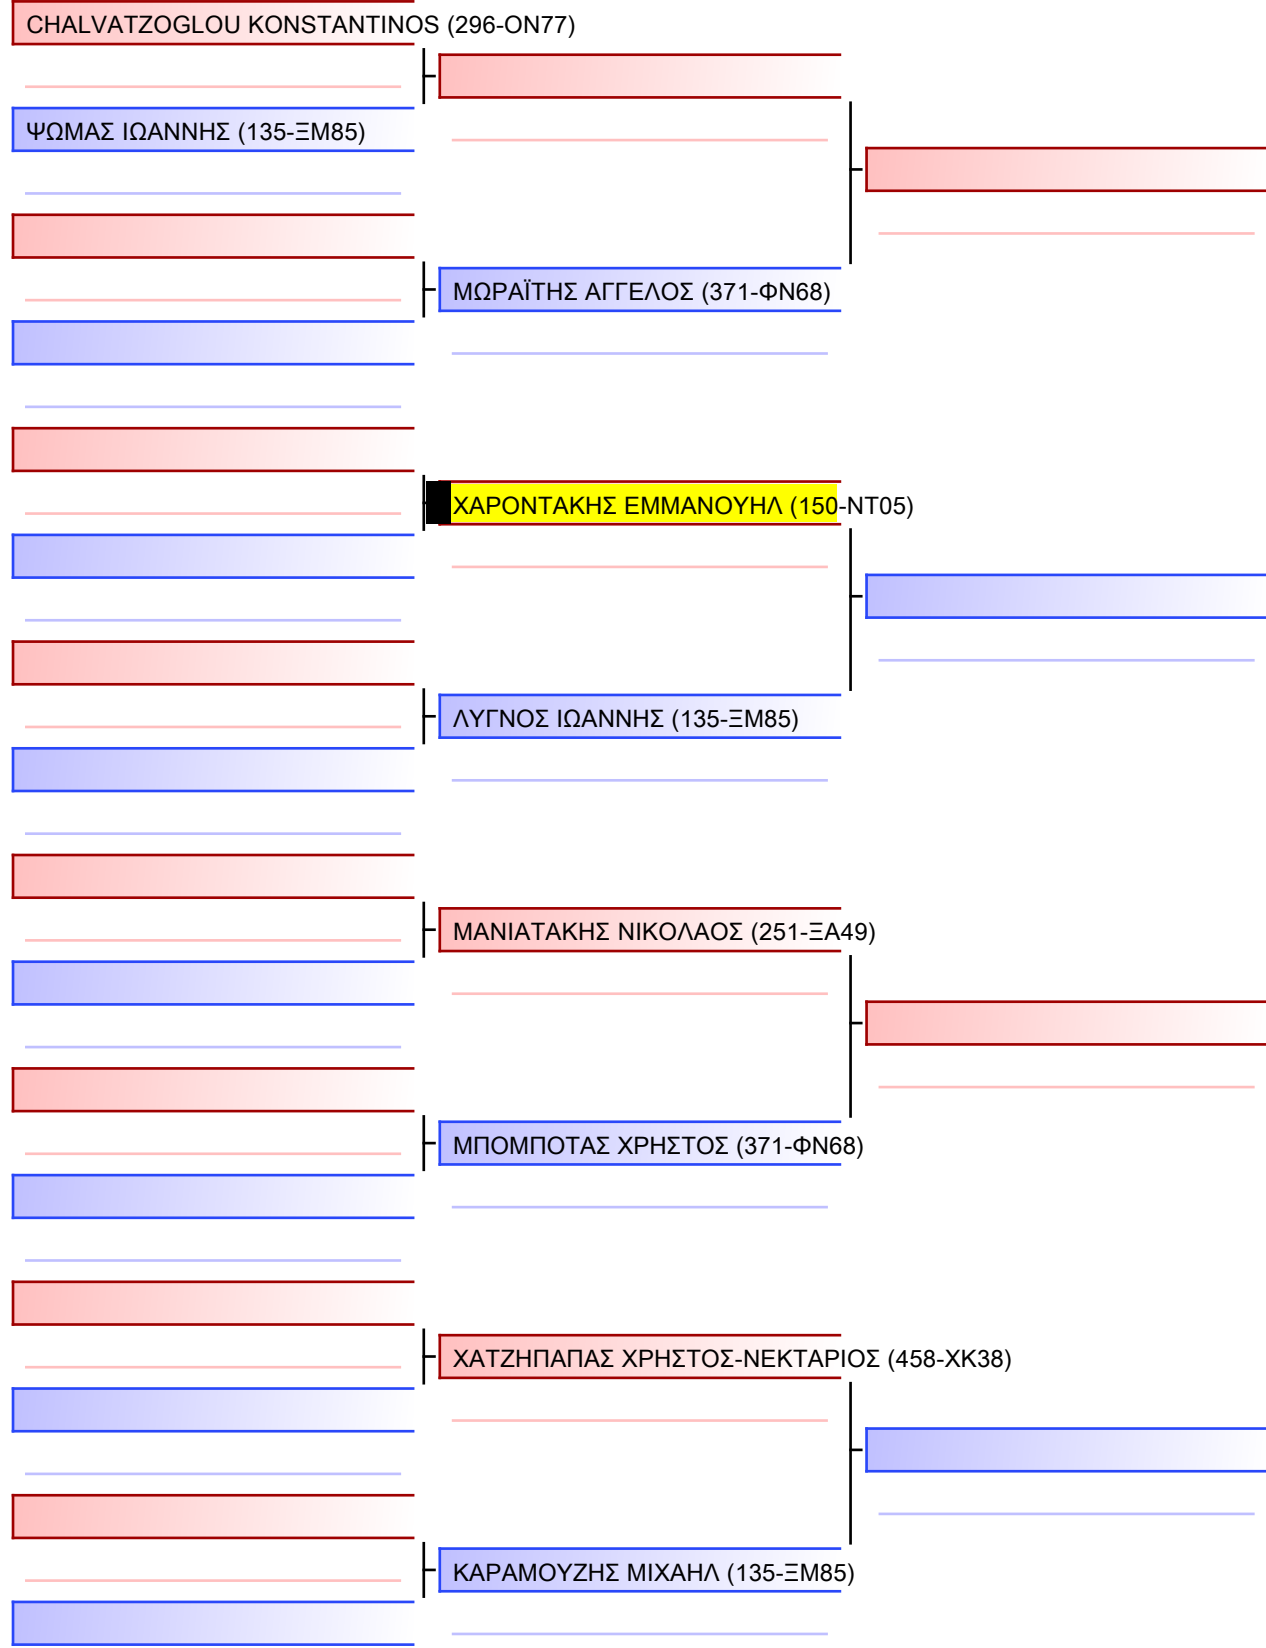 CHALVATZOGLOU KONSTANTINOS (296-ΟΝ77)
ΨΩΜΑΣ ΙΩΑΝΝΗΣ (135-ΞΜ85)
ΜΩΡΑΪΤΗΣ ΑΓΓΕΛΟΣ (371-ΦΝ68)
ΧΑΡΟΝΤΑΚΗΣ ΕΜΜΑΝΟΥΗΛ (150-ΝΤ05)
ΛΥΓΝΟΣ ΙΩΑΝΝΗΣ (135-ΞΜ85)
ΜΑΝΙΑΤΑΚΗΣ ΝΙΚΟΛΑΟΣ (251-ΞΑ49)
ΜΠΟΜΠΟΤΑΣ ΧΡΗΣΤΟΣ (371-ΦΝ68)
ΧΑΤΖΗΠΑΠΑΣ ΧΡΗΣΤΟΣ-ΝΕΚΤΑΡΙΟΣ (458-ΧΚ38)
ΚΑΡΑΜΟΥΖΗΣ ΜΙΧΑΗΛ (135-ΞΜ85)